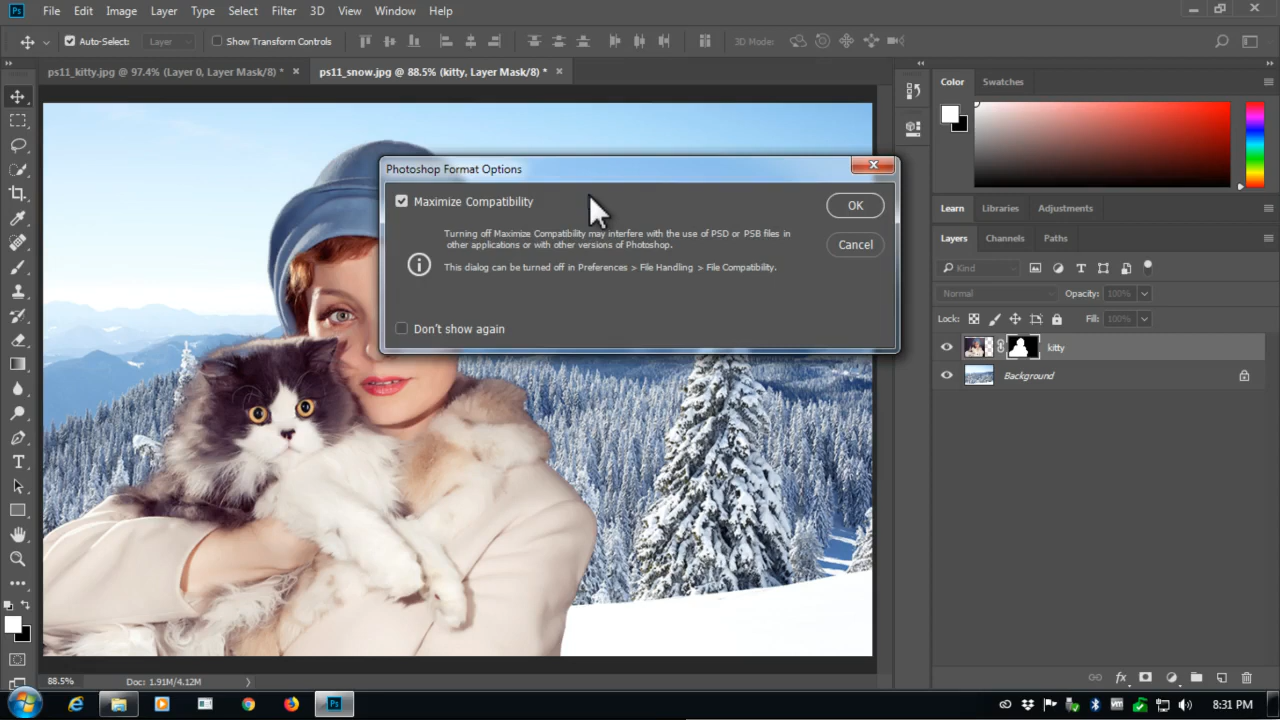 Ps File Edit Image Layer Type Select Filter 3D View Window Help
Auto-Select: Layer Show Transform Controls 3D Mode:
ps11_kitty.jpg @ 97.4% (Layer 0, Layer Mask/8) * ps11_snow.jpg @ 88.5% (kitty, Layer Mask/8) *
Color Swatches
Photoshop Format Options
Maximize Compatibility
OK
Turning off Maximize Compatibility may interfere with the use of PSD or PSB files in
other applications or with other versions of Photoshop.
Cancel
This dialog can be turned off in Preferences > File Handling > File Compatibility.
Don't show again
Learn Libraries Adjustments
Layers Channels Paths
Kind
Normal Opacity: 100%
Lock: Fill: 100%
kitty
Background
fx
88.5% Doc: 1.91M/4.12M
Ps
8:31 PM